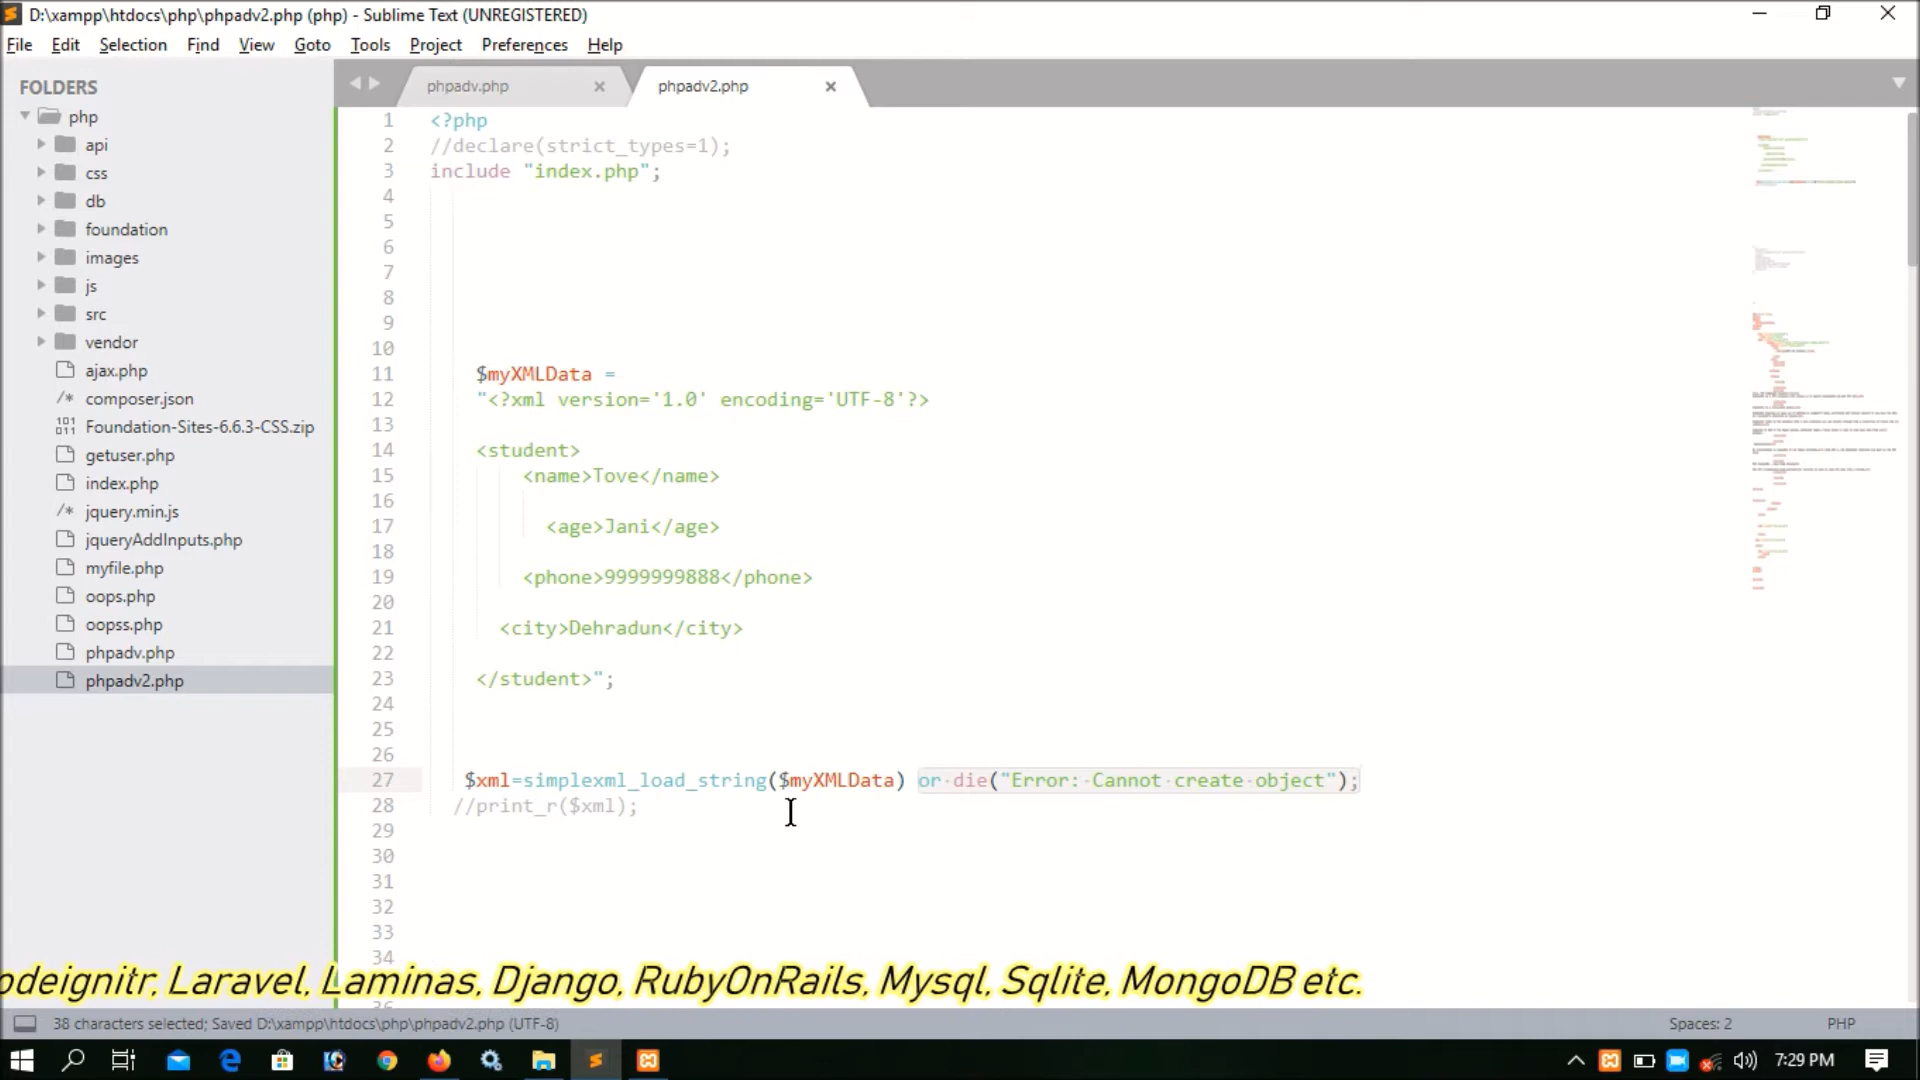 D:\xampp\htdocs\php\phpadv2.php (php) - Sublime Text (UNREGISTERED)
File Edit Selection Find View Goto Tools Project Preferences Help
FOLDERS
php
api
css
db
foundation
images
js
src
vendor
ajax.php
/* composer.json
Foundation-Sites-6.6.3-CSS.zip
getuser.php
index.php
/* jquery.min.js
jqueryAddInputs.php
myfile.php
oops.php
oopss.php
phpadv.php
phpadv2.php
phpadv.php phpadv2.php
1 <?php
2 //declare(strict_types=1);
3 include "index.php";
4
5
6
7
8
9
10
11 $myXMLData =
12 "<?xml version='1.0' encoding='UTF-8'?>
13
14 <student>
15 <name>Tove</name>
16
17 <age>Jani</age>
18
19 <phone>9999999888</phone>
20
21 <city>Dehradun</city>
22
23 </student>";
24
25
26
27 $xml=simplexml_load_string($myXMLData) or die("Error: Cannot create object");
28 //print_r($xml);
29
30
31
32
33
34
odeignitr, Laravel, Laminas, Django, RubyOnRails, Mysql, Sqlite, MongoDB etc.
38 characters selected; Saved D:\xampp\htdocs\php\phpadv2.php (UTF-8) Spaces: 2 PHP
7:29 PM